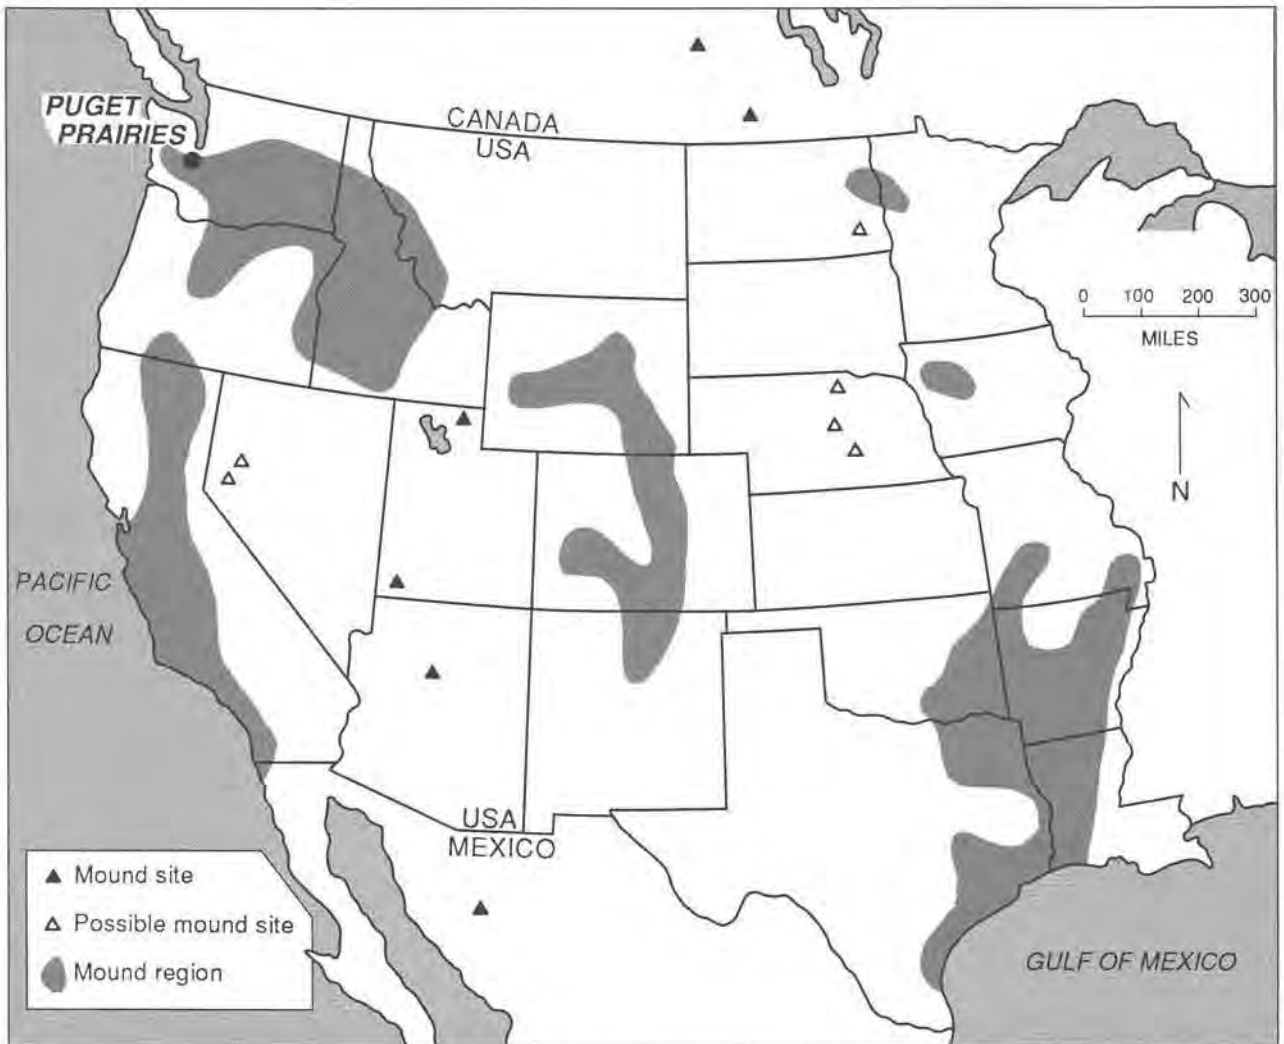 PUGET
PRAIRIES
CANADA
USA
0 100 200 300
MILES
N
PACIFIC
OCEAN
USA
MEXICO
Mound site
Possible mound site
Mound region
GULF OF MEXICO